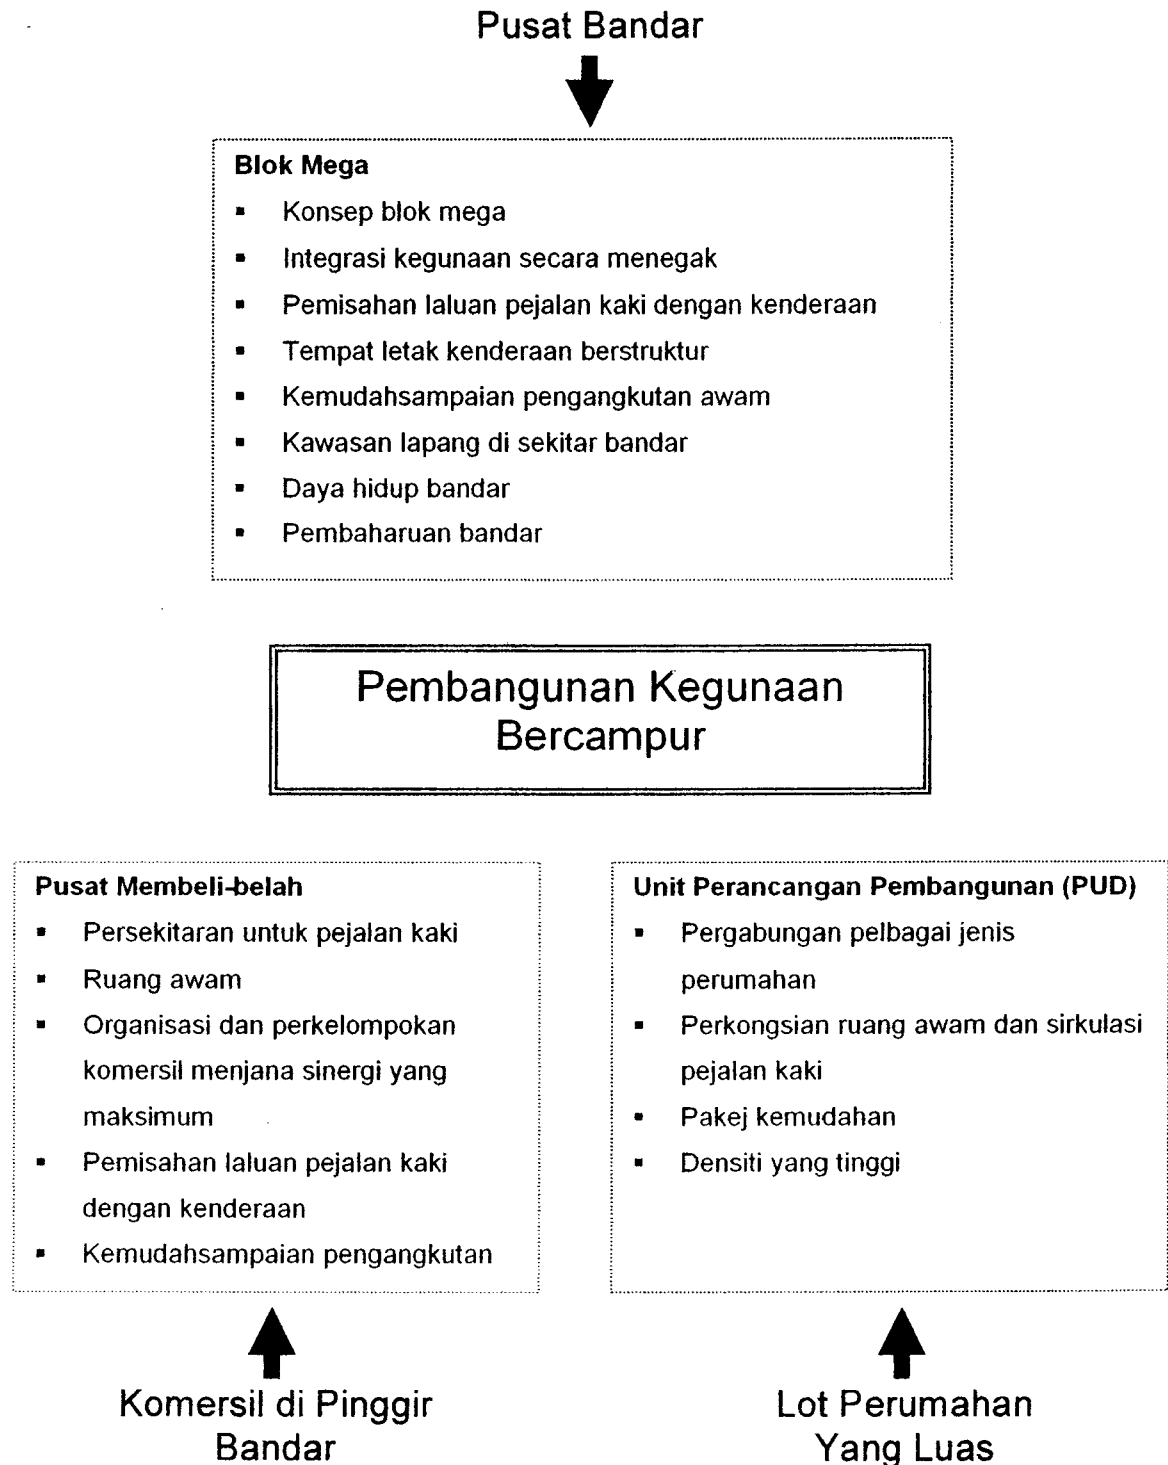 Pusat Bandar
Blok Mega
▪ Konsep blok mega
▪ Integrasi kegunaan secara menegak
▪ Pemisahan laluan pejalan kaki dengan kenderaan
▪ Tempat letak kenderaan berstruktur
▪ Kemudahsampaian pengangkutan awam
▪ Kawasan lapang di sekitar bandar
▪ Daya hidup bandar
▪ Pembaharuan bandar
Pembangunan Kegunaan
Bercampur
Pusat Membeli-belah
▪ Persekitaran untuk pejalan kaki
▪ Ruang awam
▪ Organisasi dan perkelompokan
komersil menjana sinergi yang
maksimum
▪ Pemisahan laluan pejalan kaki
dengan kenderaan
▪ Kemudahsampaian pengangkutan
Komersil di Pinggir
Bandar
Unit Perancangan Pembangunan (PUD)
▪ Pergabungan pelbagai jenis
perumahan
▪ Perkongsian ruang awam dan sirkulasi
pejalan kaki
▪ Pakej kemudahan
▪ Densiti yang tinggi
Lot Perumahan
Yang Luas